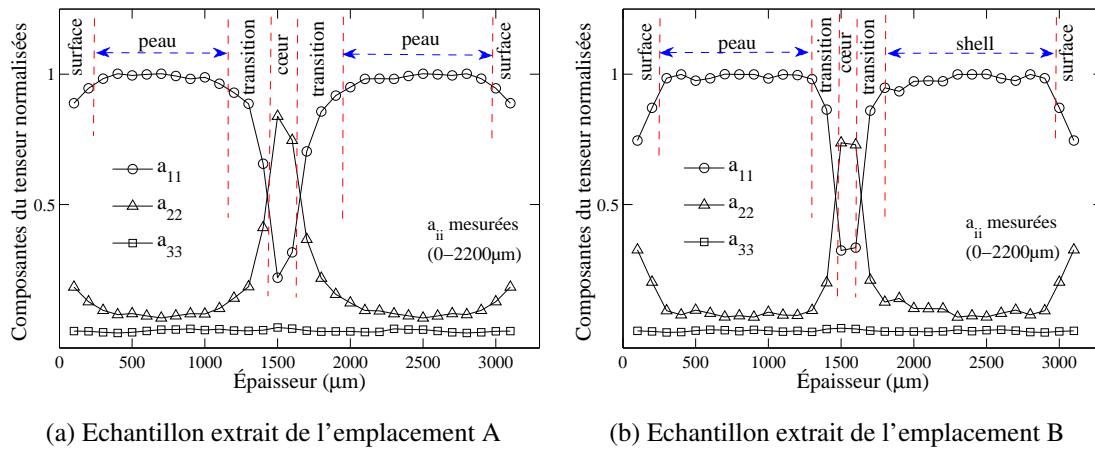 surface
peau
transition
cœur
transition
peau
surface
Composantes du tenseur normalisées
1
0.5
a11
a22
a33
aii mesurées
(0–2200µm)
0 500 1000 1500 2000 2500 3000
Épaisseur (µm)
(a) Echantillon extrait de l’emplacement A
surface
peau
transition
cœur
transition
shell
surface
Composantes du tenseur normalisées
1
0.5
a11
a22
a33
aii mesurées
(0–2200µm)
0 500 1000 1500 2000 2500 3000
Épaisseur (µm)
(b) Echantillon extrait de l’emplacement B